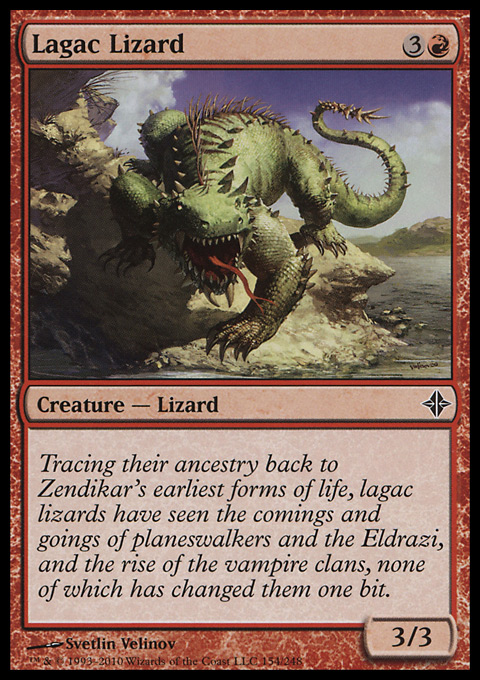 Lagac Lizard 3
Creature — Lizard
Tracing their ancestry back to
Zendikar's earliest forms of life, lagac
lizards have seen the comings and
goings of planeswalkers and the Eldrazi,
and the rise of the vampire clans, none
of which has changed them one bit.
3/3
Svetlin Velinov
™ & © 1993–2010 Wizards of the Coast LLC 154/248